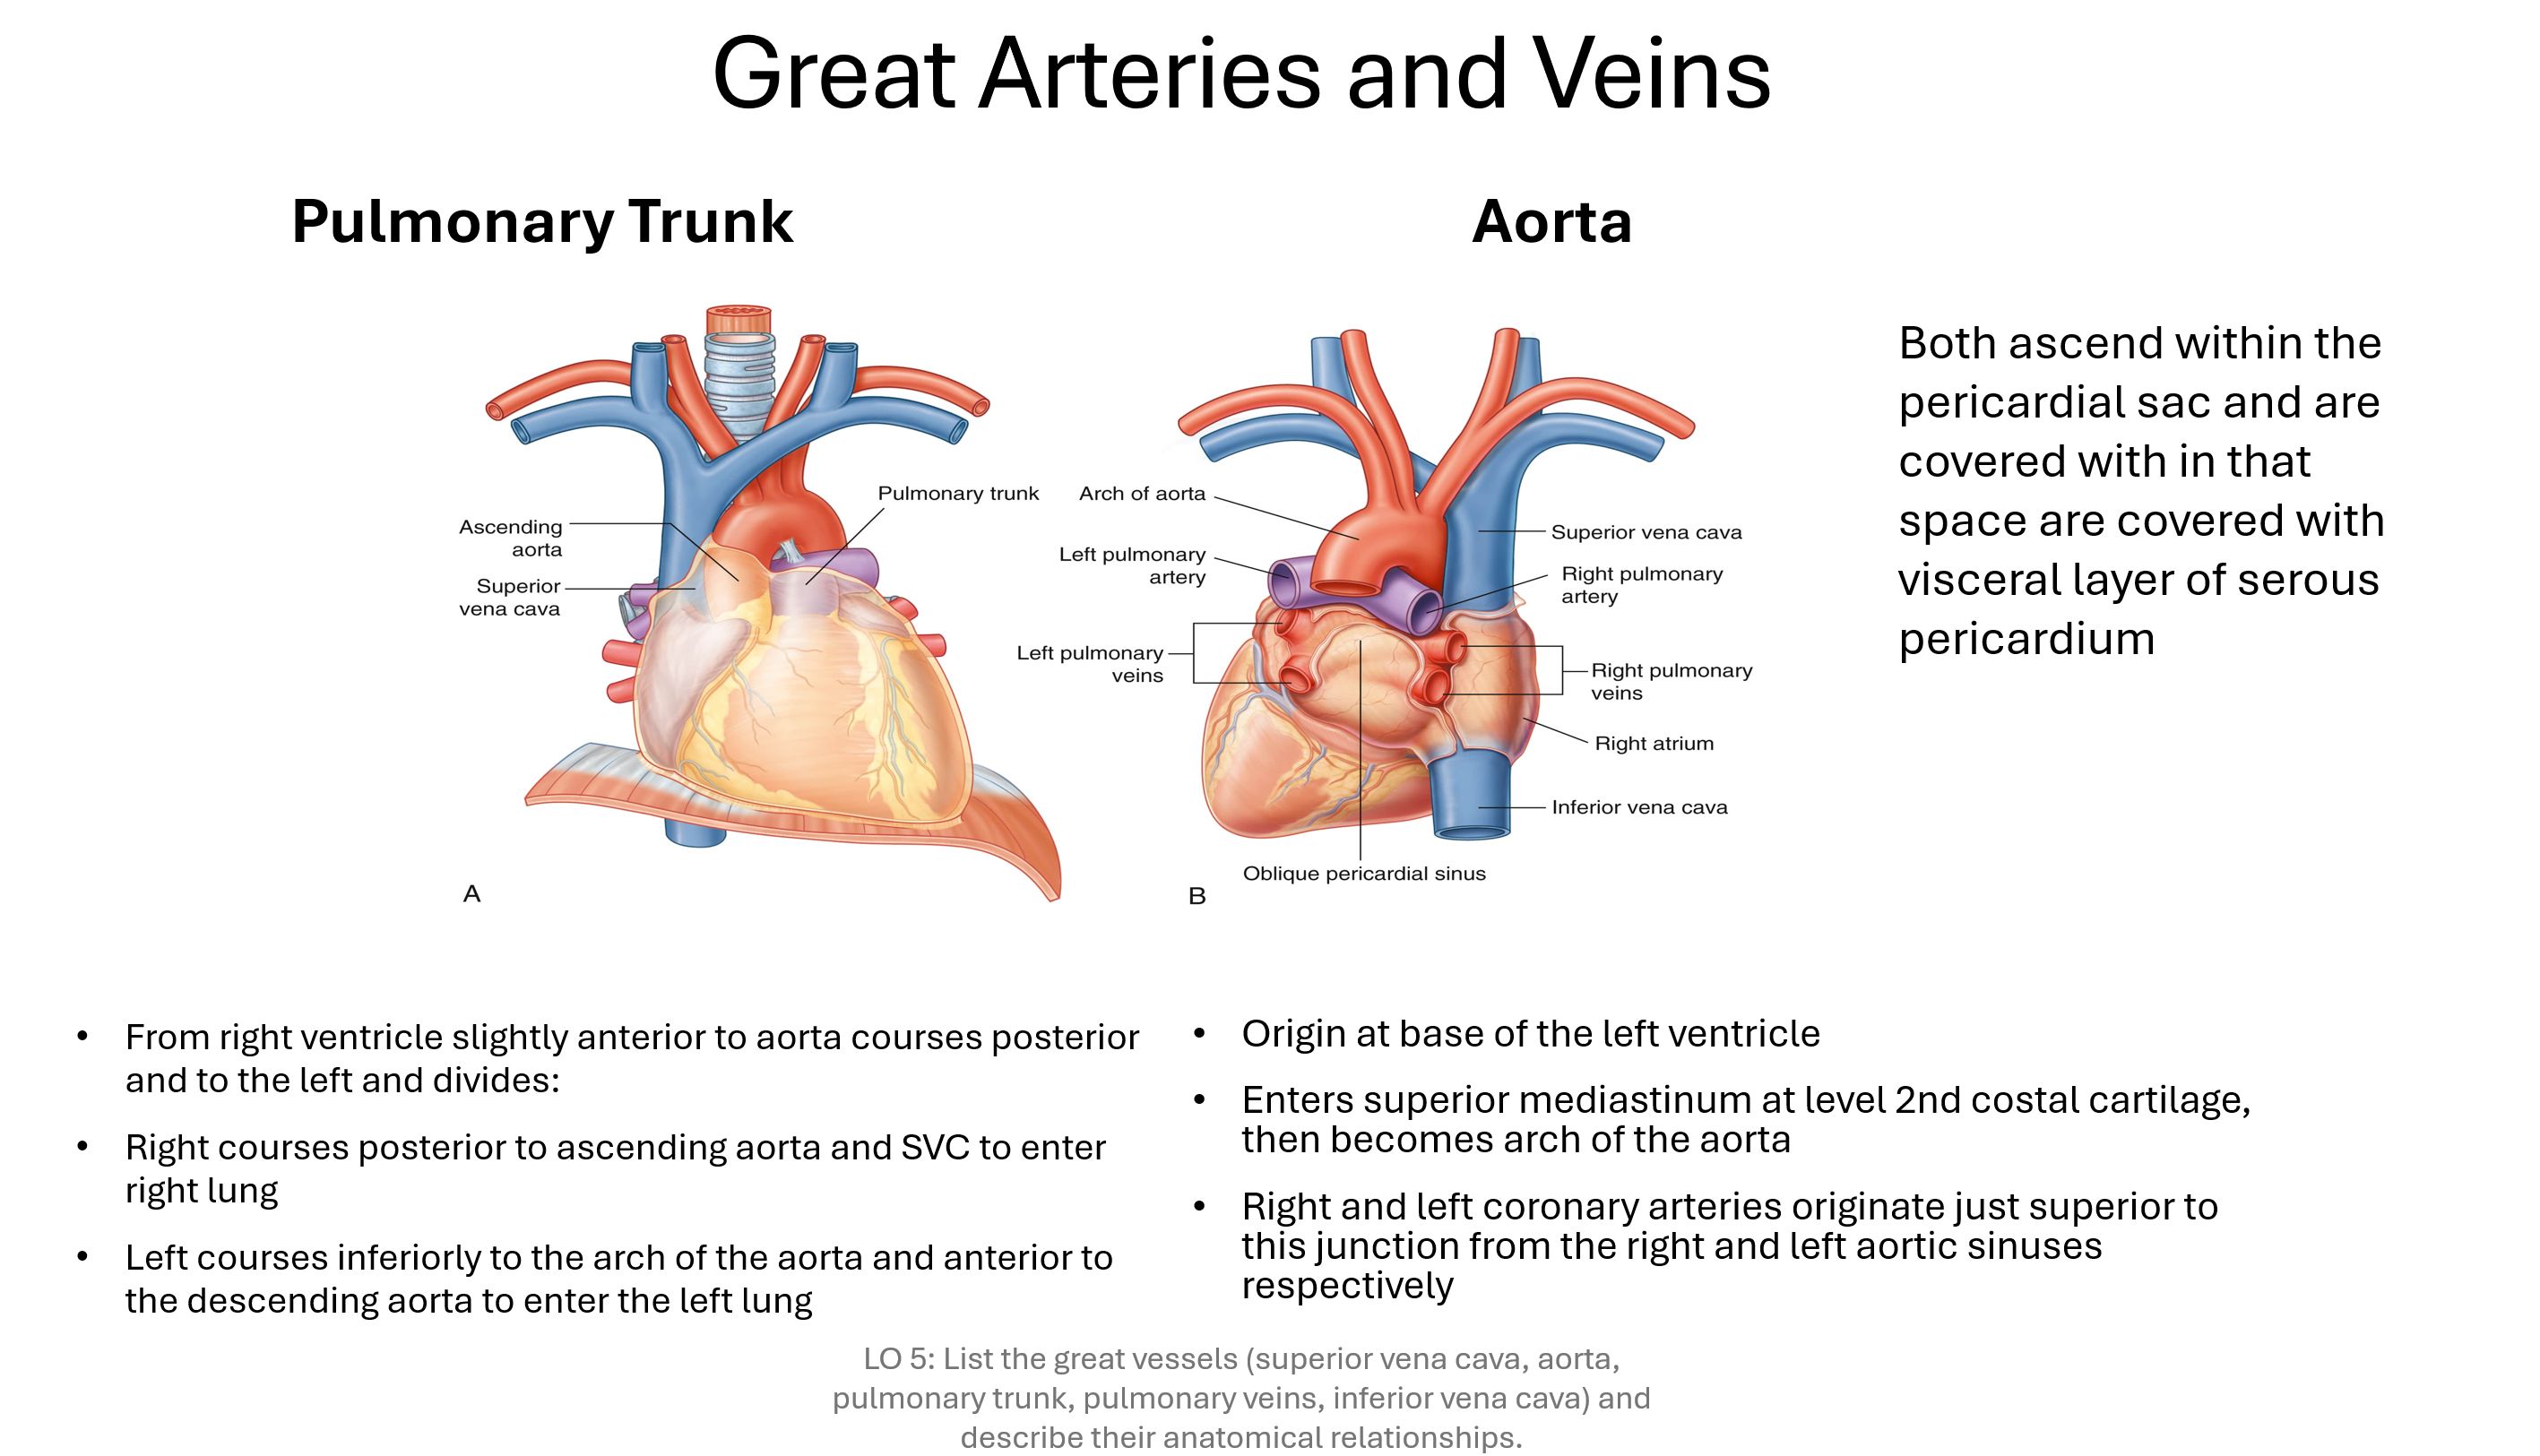 Great Arteries and Veins
Pulmonary Trunk
Aorta
Ascending
aorta
Superior
vena cava
Pulmonary trunk
A
Arch of aorta
Left pulmonary
artery
Left pulmonary
veins
Superior vena cava
Right pulmonary
artery
Right pulmonary
veins
Right atrium
Inferior vena cava
Oblique pericardial sinus
B
Both ascend within the
pericardial sac and are
covered with in that
space are covered with
visceral layer of serous
pericardium
• From right ventricle slightly anterior to aorta courses posterior
and to the left and divides:
• Right courses posterior to ascending aorta and SVC to enter
right lung
• Left courses inferiorly to the arch of the aorta and anterior to
the descending aorta to enter the left lung
• Origin at base of the left ventricle
• Enters superior mediastinum at level 2nd costal cartilage,
then becomes arch of the aorta
• Right and left coronary arteries originate just superior to
this junction from the right and left aortic sinuses
respectively
LO 5: List the great vessels (superior vena cava, aorta,
pulmonary trunk, pulmonary veins, inferior vena cava) and
describe their anatomical relationships.